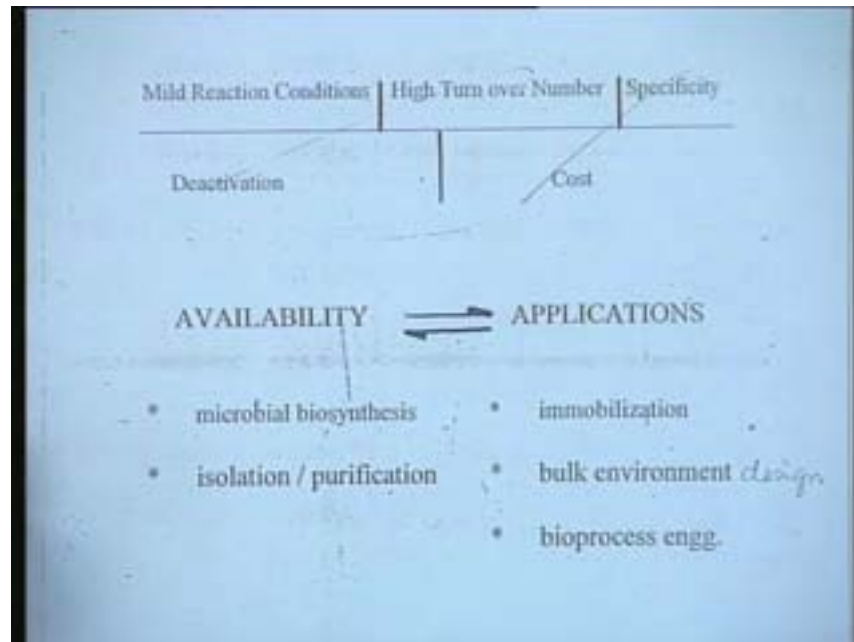 Mild Reaction Conditions High Turn over Number Specificity
Deactivation Cost
AVAILABILITY APPLICATIONS
• microbial biosynthesis • immobilization
• isolation / purification • bulk environment design
• bioprocess engg.